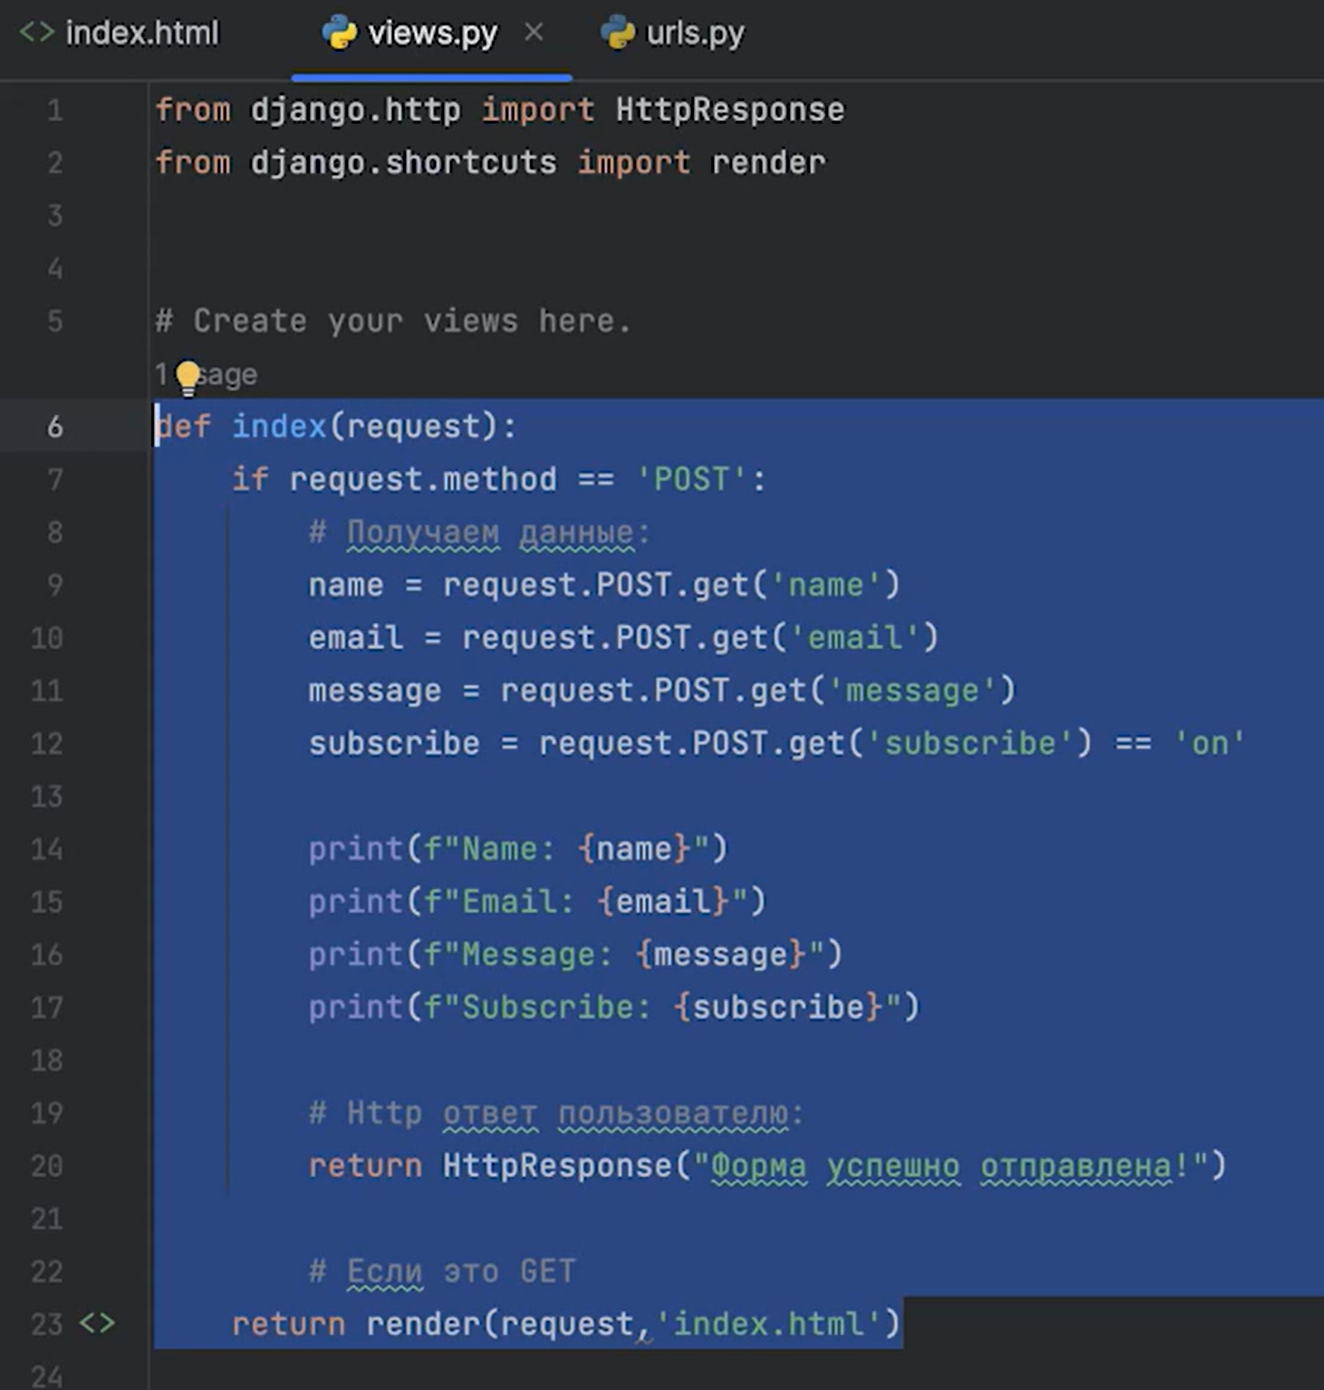 index.html views.py urls.py
1 from django.http import HttpResponse
2 from django.shortcuts import render
3
4
5 # Create your views here.
1 sage
6 def index(request):
7 if request.method == 'POST':
8 # Получаем данные:
9 name = request.POST.get('name')
10 email = request.POST.get('email')
11 message = request.POST.get('message')
12 subscribe = request.POST.get('subscribe') == 'on'
13
14 print(f"Name: {name}")
15 print(f"Email: {email}")
16 print(f"Message: {message}")
17 print(f"Subscribe: {subscribe}")
18
19 # Http ответ пользователю:
20 return HttpResponse("Форма успешно отправлена!")
21
22 # Если это GET
23 <> return render(request,'index.html')
24